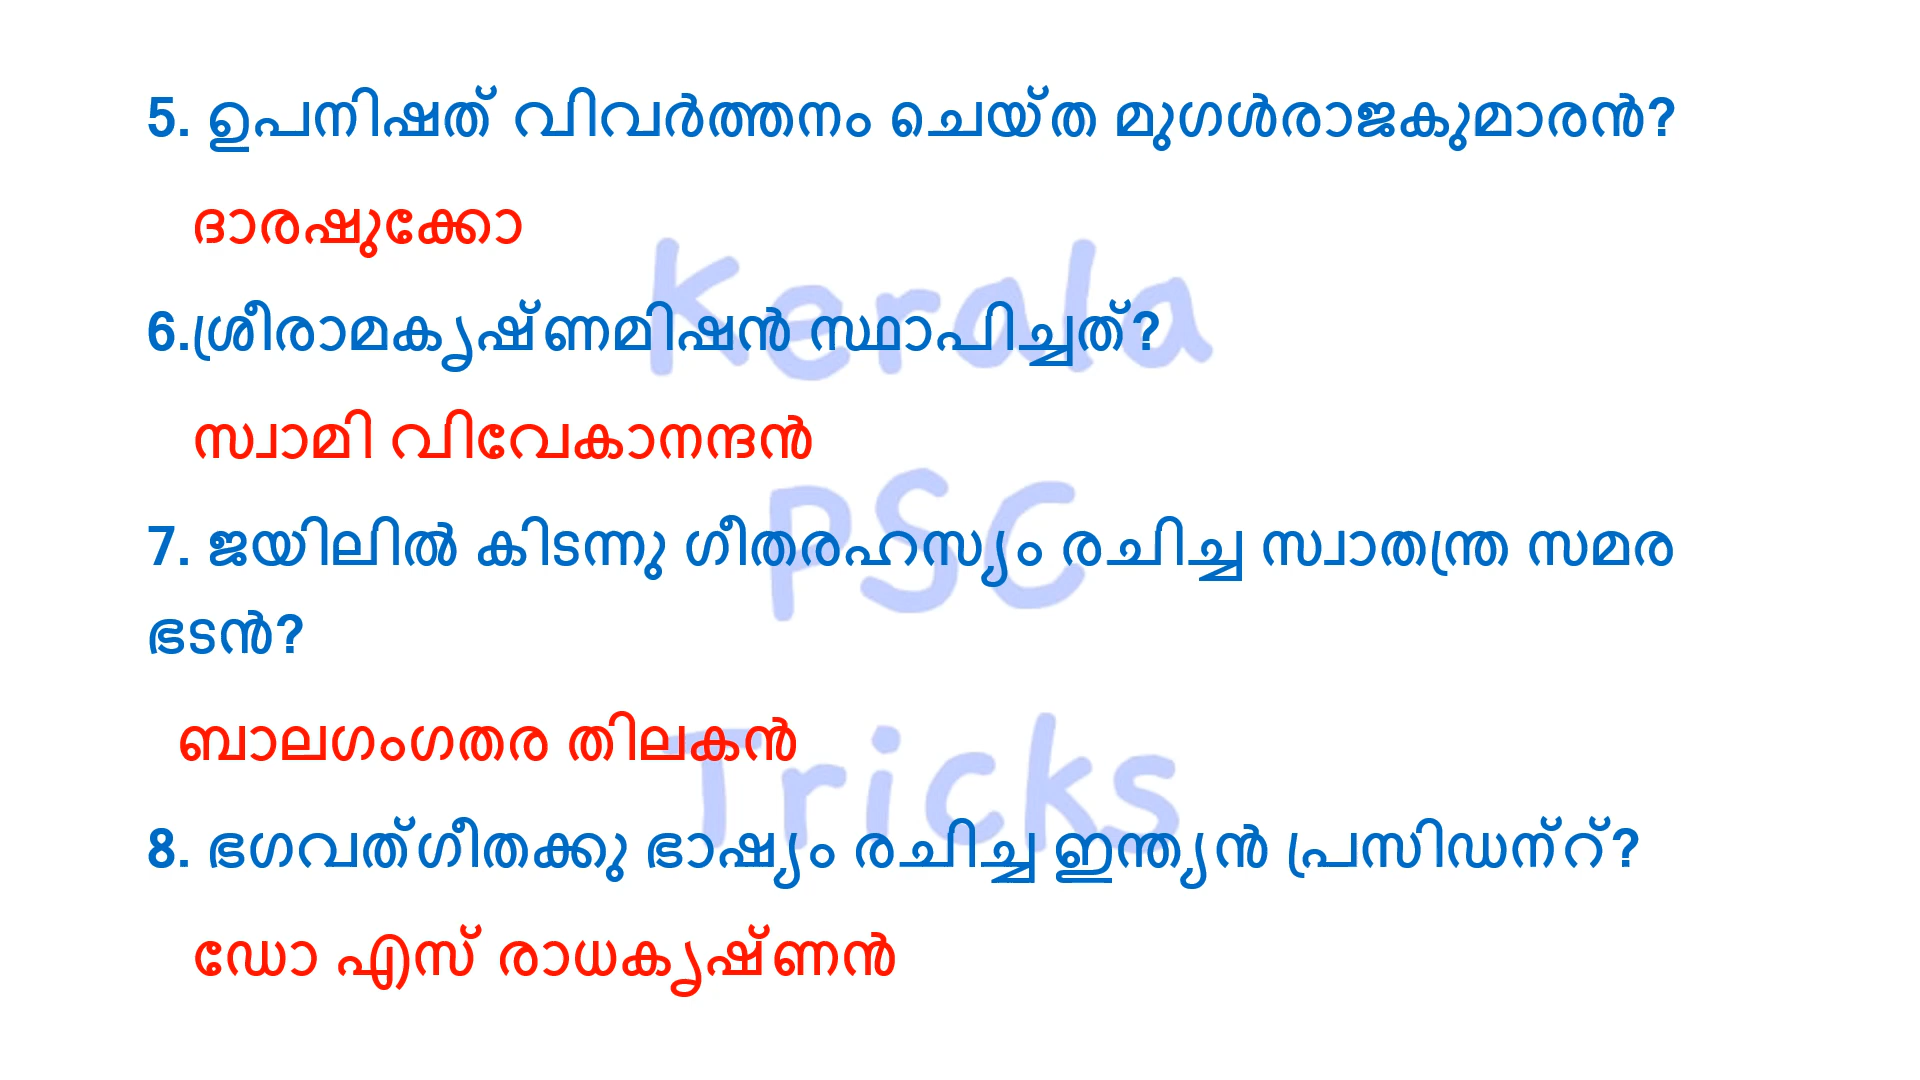 5. ഉപനിഷത് വിവർത്തനം ചെയ്ത മുഗൾരാജകുമാരൻ?
ദാരഷുക്കോ
6.ശ്രീരാമകൃഷ്ണമിഷൻ സ്ഥാപിച്ചത്?
സ്വാമി വിവേകാനന്ദൻ
7. ജയിലിൽ കിടന്നു ഗീതരഹസ്യം രചിച്ച സ്വാതന്ത്ര സമര
ഭടൻ?
ബാലഗംഗതര തിലകൻ
8. ഭഗവത്ഗീതക്കു ഭാഷ്യം രചിച്ച ഇന്ത്യൻ പ്രസിഡന്റ്?
ഡോ എസ് രാധകൃഷ്ണൻ
Kerala
PSC
Tricks